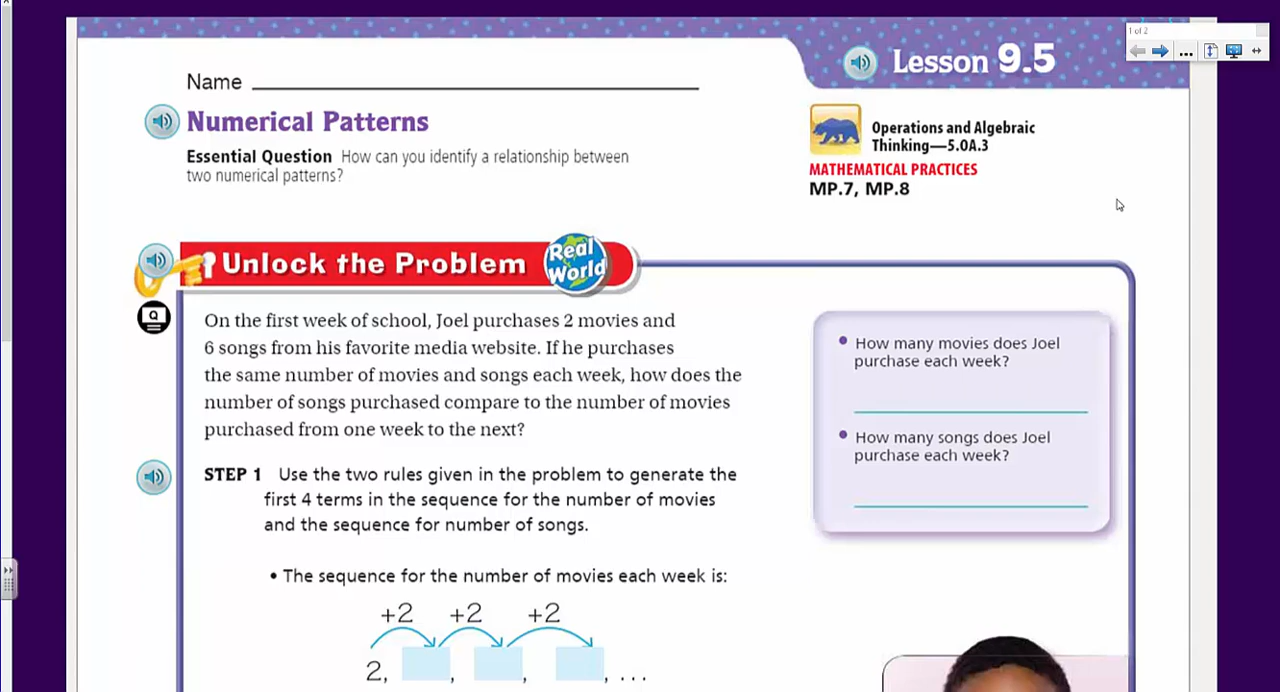 1 of 2
Lesson 9.5
Name
Numerical Patterns
Essential Question How can you identify a relationship between
two numerical patterns?
Operations and Algebraic
Thinking—5.OA.3
MATHEMATICAL PRACTICES
MP.7, MP.8
Unlock the Problem
Real
World
Q
On the first week of school, Joel purchases 2 movies and
6 songs from his favorite media website. If he purchases
the same number of movies and songs each week, how does the
number of songs purchased compare to the number of movies
purchased from one week to the next?
• How many movies does Joel
purchase each week?
• How many songs does Joel
purchase each week?
STEP 1 Use the two rules given in the problem to generate the
first 4 terms in the sequence for the number of movies
and the sequence for number of songs.
• The sequence for the number of movies each week is:
+2 +2 +2
2, , , , ...